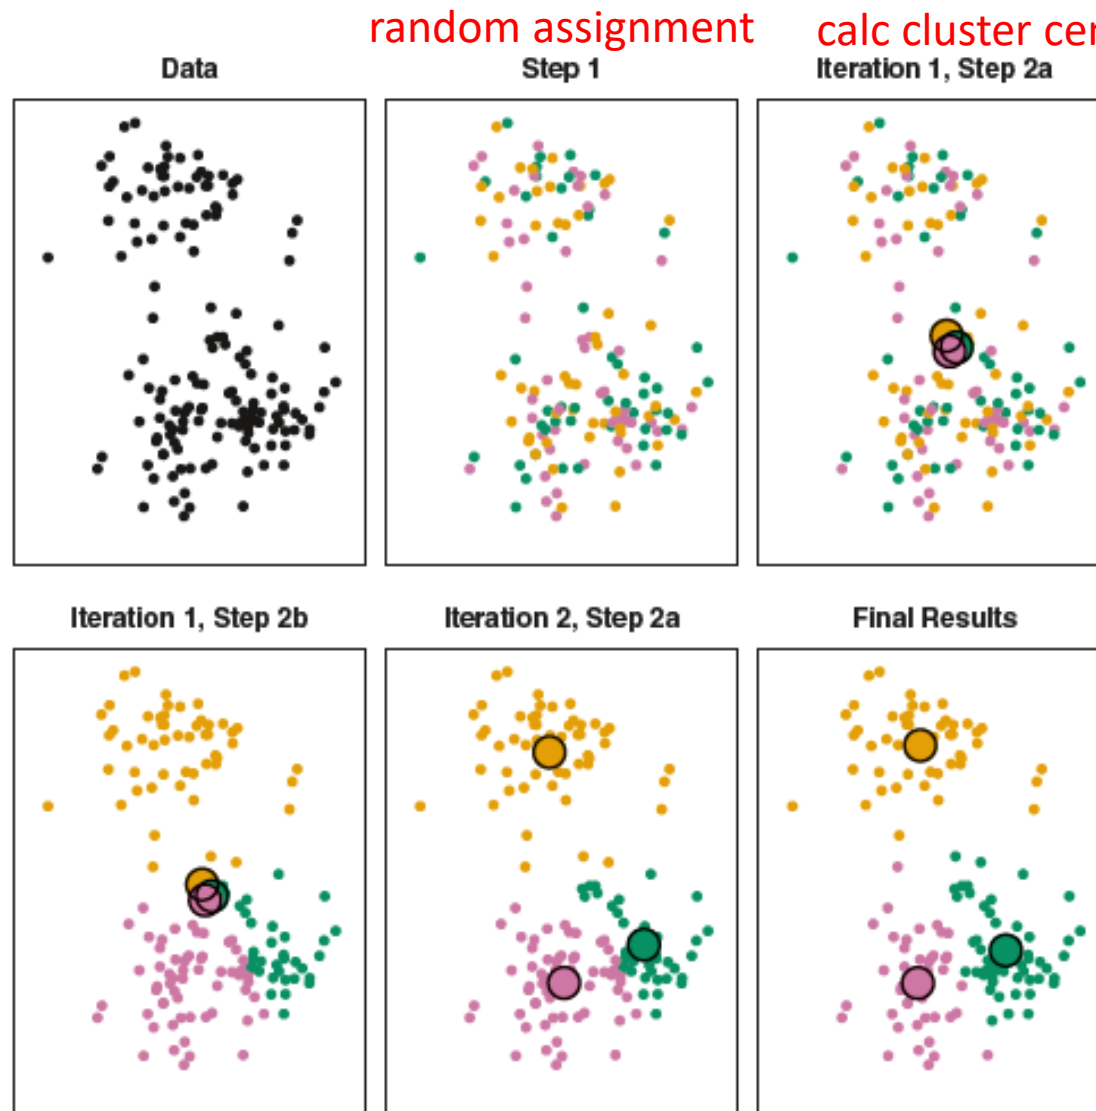 random assignment
calc cluster cer
Data
Step 1
Iteration 1, Step 2a
Iteration 1, Step 2b
Iteration 2, Step 2a
Final Results